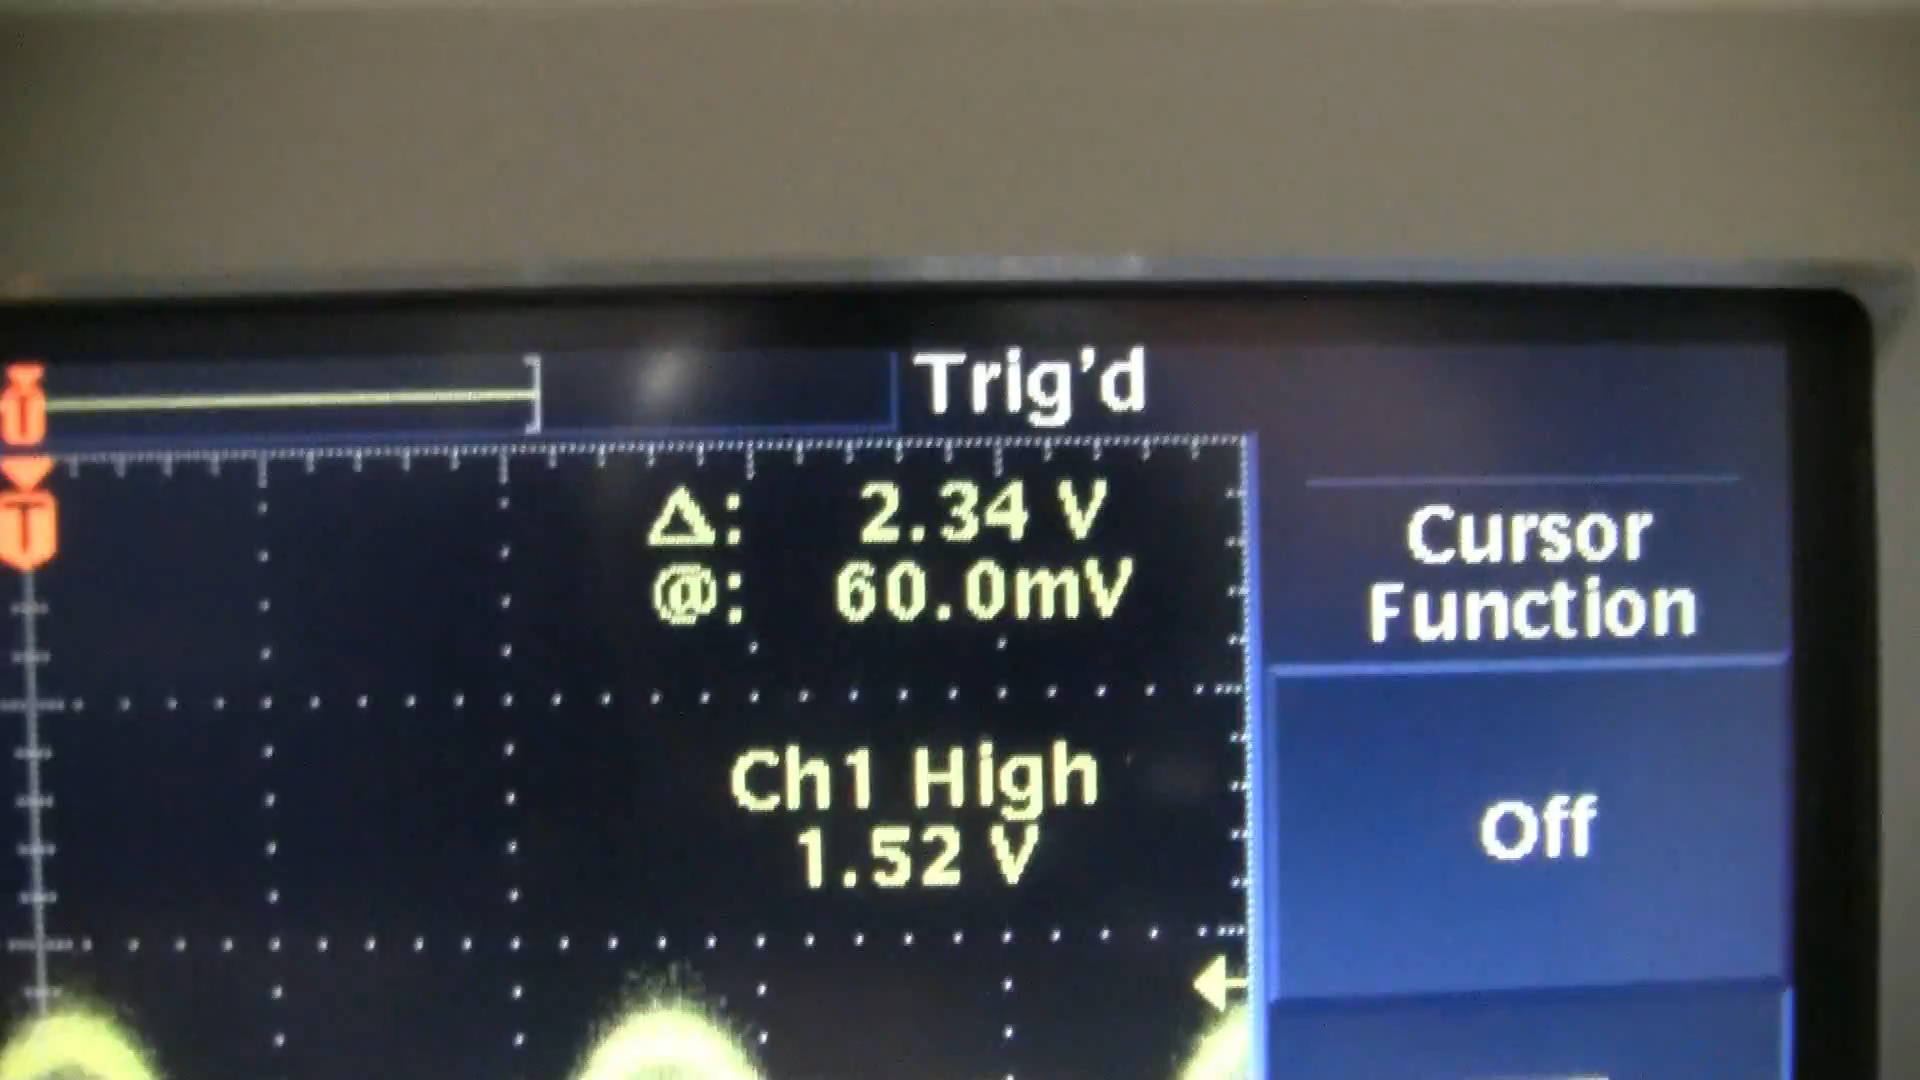 Trig'd
T
Δ: 2.34 V
@: 60.0mV
Ch1 High
1.52 V
Cursor
Function
Off